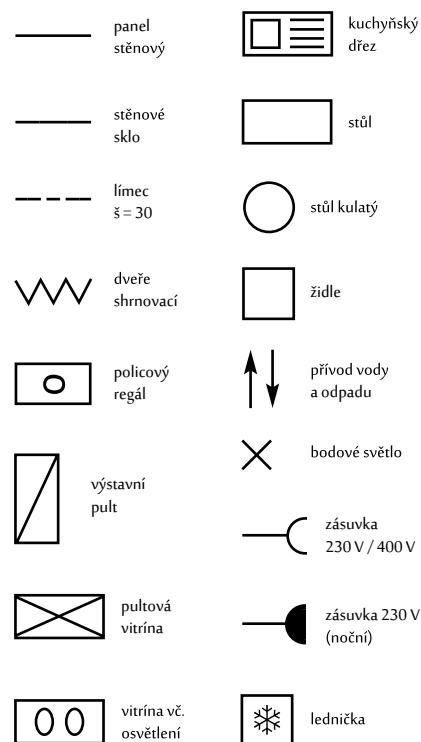 panel
stěnový
stěnové
sklo
límec
š = 30
dveře
shrnovací
policový
regál
výstavní
pult
pultová
vitrína
vitrína vč.
osvětlení
kuchyňský
dřez
stůl
stůl kulatý
židle
přívod vody
a odpadu
bodové světlo
zásuvka
230 V / 400 V
zásuvka 230 V
(noční)
lednička